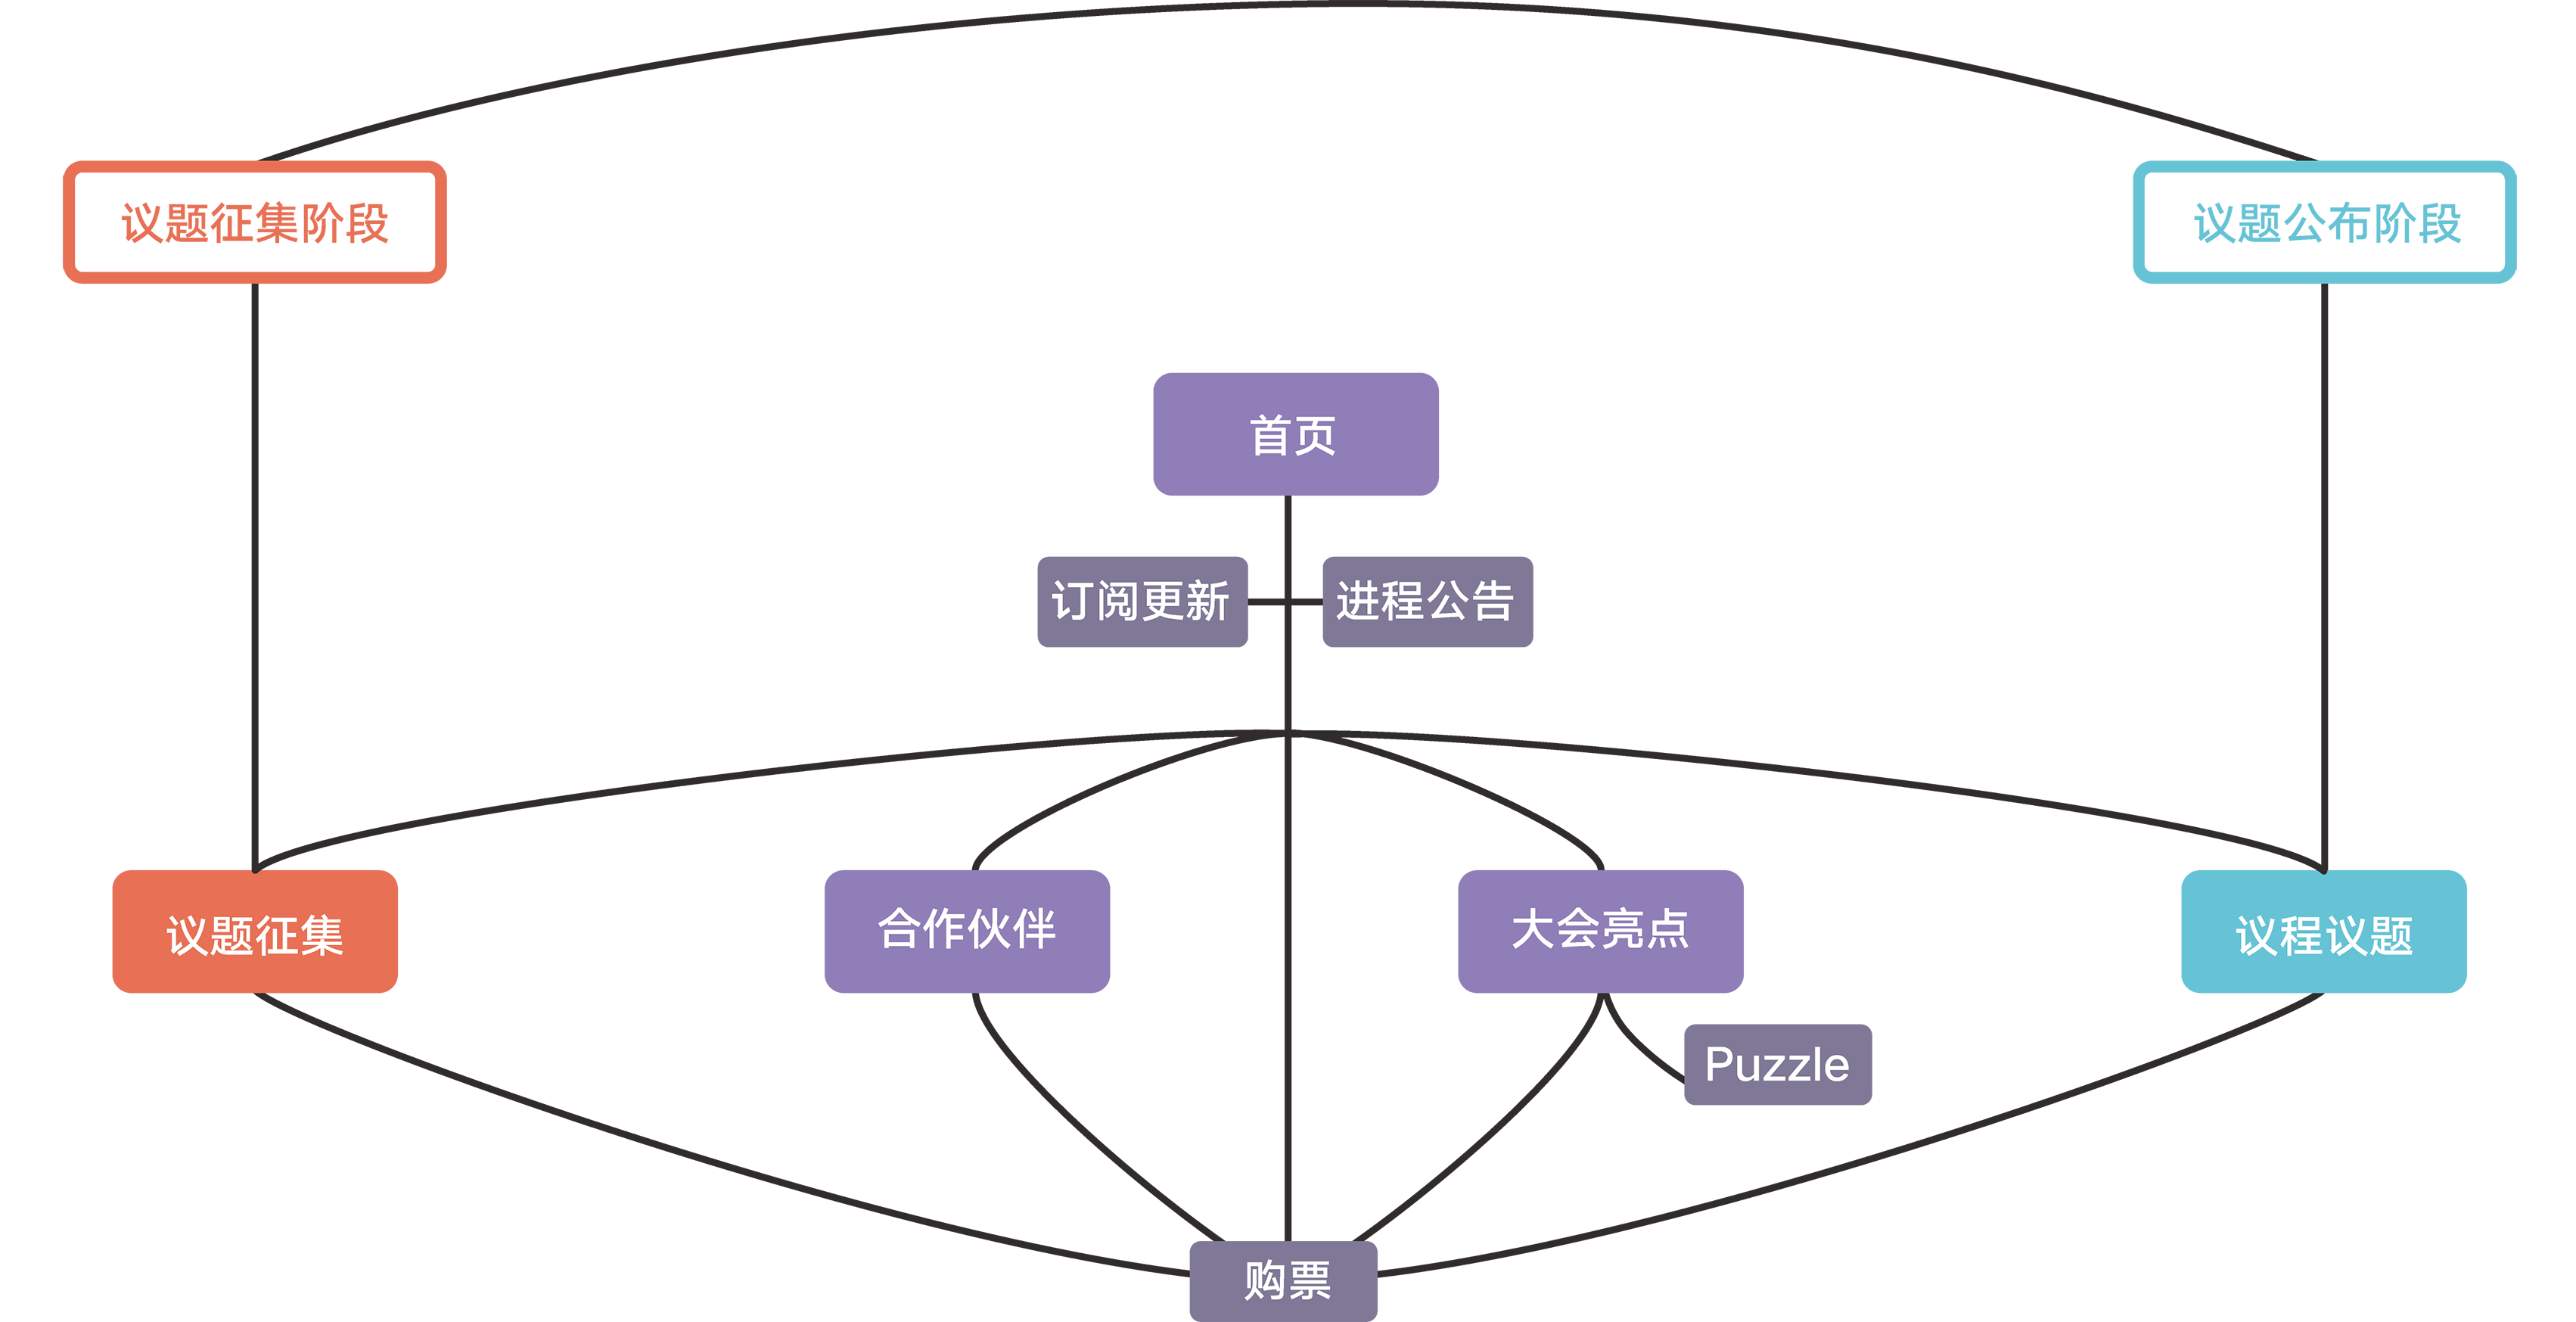 议题征集阶段
议题公布阶段
首页
订阅更新
进程公告
议题征集
合作伙伴
大会亮点
议程议题
Puzzle
购票